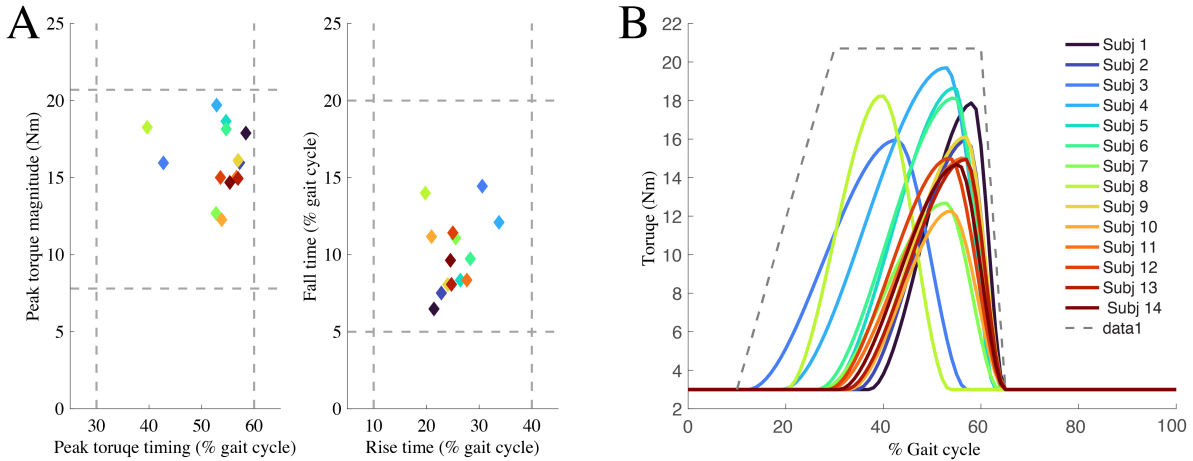 A
Peak torque magnitude (Nm)
25
20
15
10
5
0
30
40
50
60
Peak toruqe timing (% gait cycle)
Fall time (% gait cycle)
25
20
15
10
5
0
10
20
30
40
Rise time (% gait cycle)
B
Toruqe (Nm)
22
20
18
16
14
12
10
8
6
4
2
0
20
40
60
80
100
% Gait cycle
Subj 1
Subj 2
Subj 3
Subj 4
Subj 5
Subj 6
Subj 7
Subj 8
Subj 9
Subj 10
Subj 11
Subj 12
Subj 13
Subj 14
data1